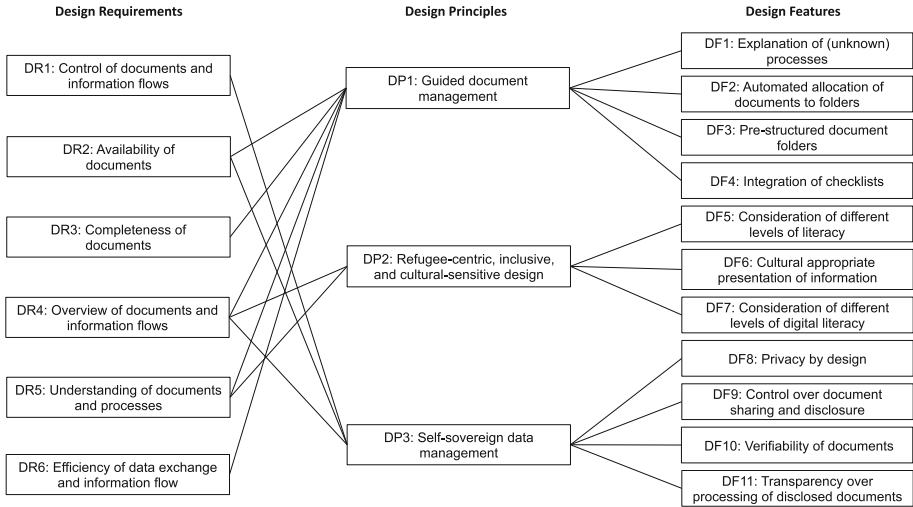 Design Requirements
DR1: Control of documents and
information flows
DR2: Availability of
documents
DR3: Completeness of
documents
DR4: Overview of documents and
information flows
DR5: Understanding of documents
and processes
DR6: Efficiency of data exchange
and information flow
Design Principles
DP1: Guided document
management
DP2: Refugee-centric, inclusive,
and cultural-sensitive design
DP3: Self-sovereign data
management
Design Features
DF1: Explanation of (unknown)
processes
DF2: Automated allocation of
documents to folders
DF3: Pre-structured document
folders
DF4: Integration of checklists
DF5: Consideration of different
levels of literacy
DF6: Cultural appropriate
presentation of information
DF7: Consideration of different
levels of digital literacy
DF8: Privacy by design
DF9: Control over document
sharing and disclosure
DF10: Verifiability of documents
DF11: Transparency over
processing of disclosed documents